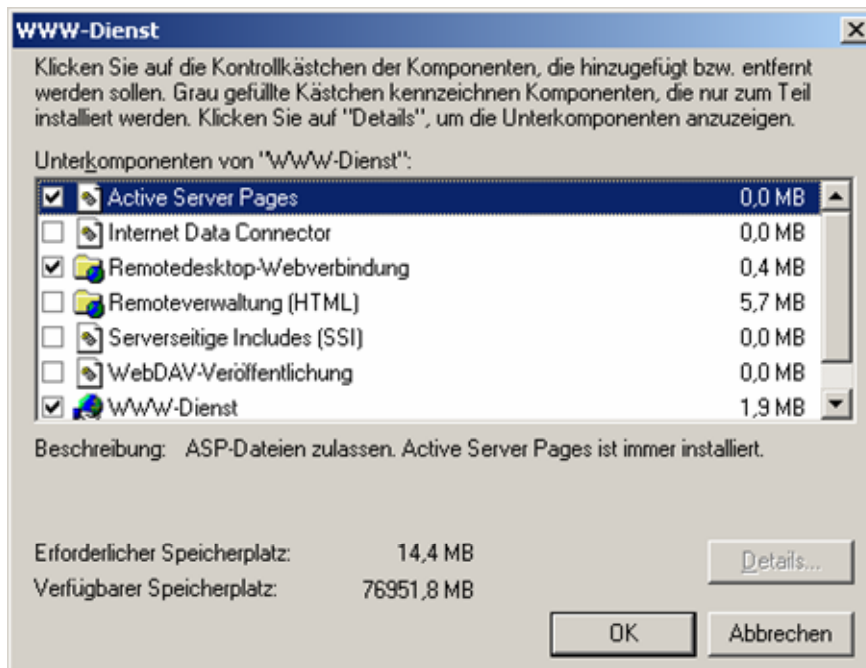 WWW-Dienst
Klicken Sie auf die Kontrollkästchen der Komponenten, die hinzugefügt bzw. entfernt
werden sollen. Grau gefüllte Kästchen kennzeichnen Komponenten, die nur zum Teil
installiert werden. Klicken Sie auf "Details", um die Unterkomponenten anzuzeigen.
Unterkomponenten von "WWW-Dienst":
Active Server Pages 0,0 MB
Internet Data Connector 0,0 MB
Remotedesktop-Webverbindung 0,4 MB
Remoteverwaltung (HTML) 5,7 MB
Serverseitige Includes (SSI) 0,0 MB
WebDAV-Veröffentlichung 0,0 MB
WWW-Dienst 1,9 MB
Beschreibung: ASP-Dateien zulassen. Active Server Pages ist immer installiert.
Erforderlicher Speicherplatz: 14,4 MB
Details...
Verfügbarer Speicherplatz: 76951,8 MB
OK Abbrechen